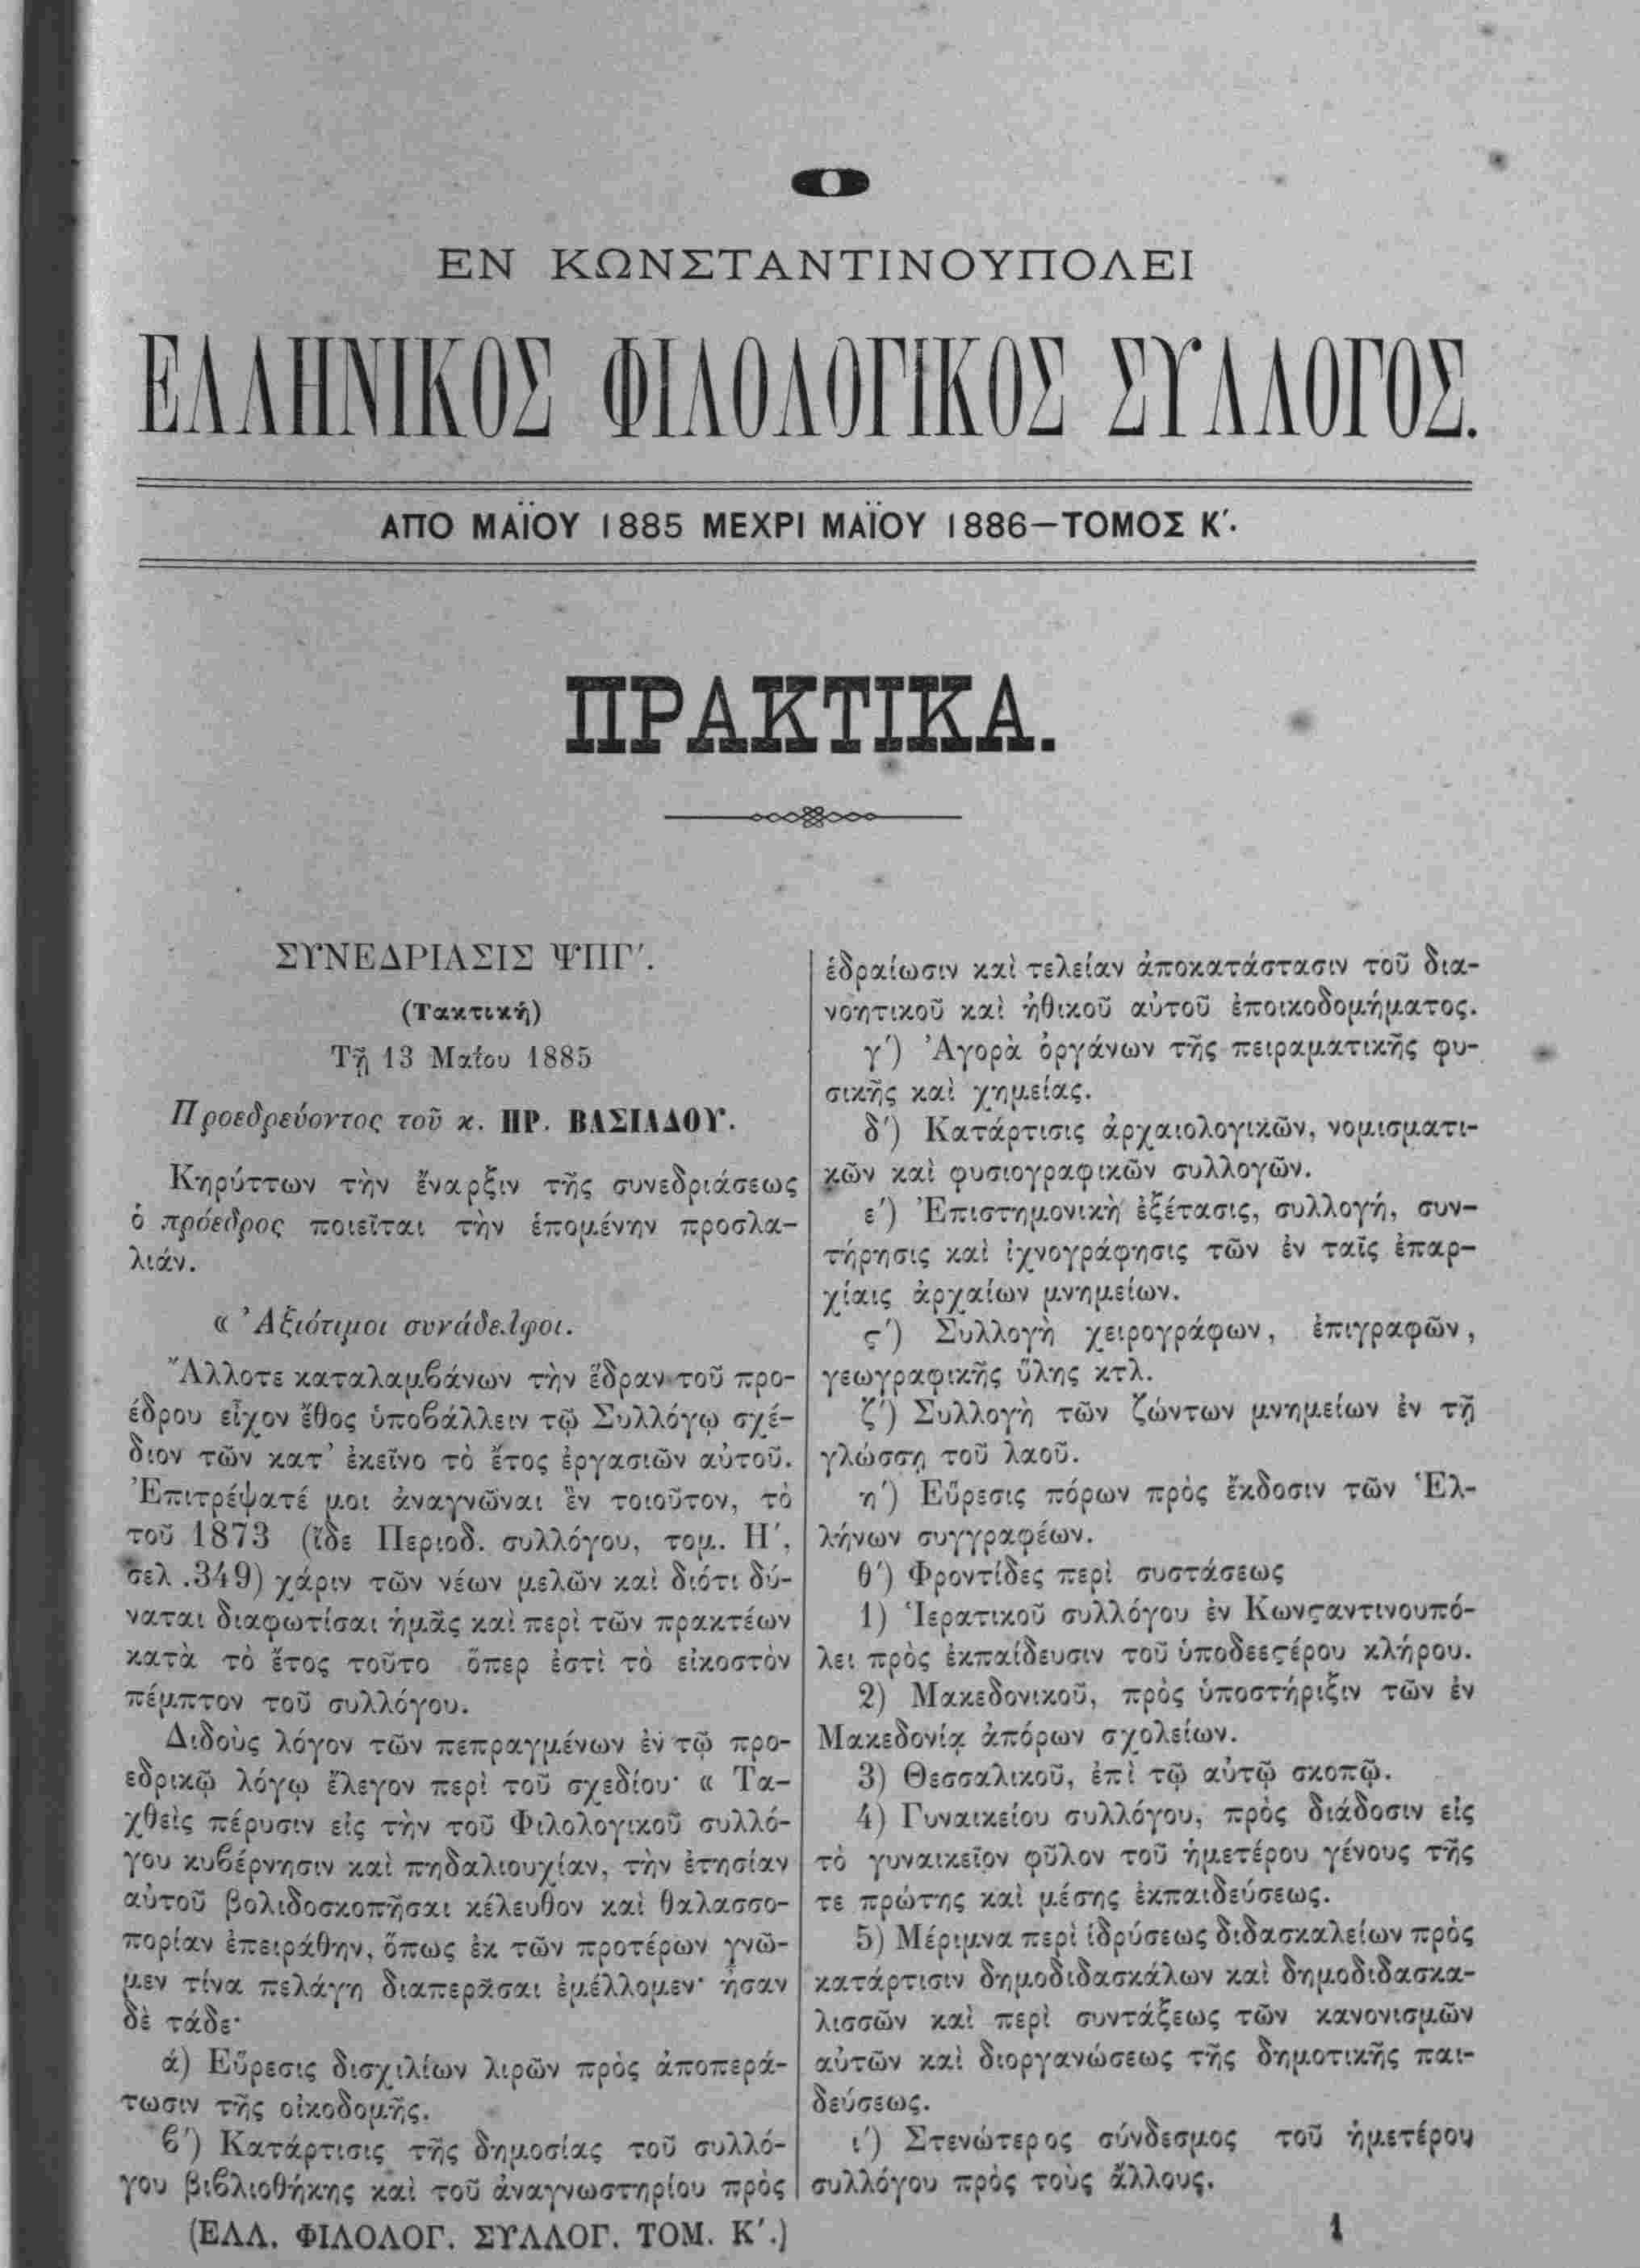 ΕΝ ΚΩΝΣΤΑΝΤΙΝΟΥΠΟΛΕΙ
ΕΛΛΗΝΙΚΟΣ ΦΙΛΟΛΟΓΙΚΟΣ ΣΥΛΛΟΓΟΣ.
ΑΠΟ ΜΑΪΟΥ 1885 ΜΕΧΡΙ ΜΑΪΟΥ 1886—ΤΟΜΟΣ Κ΄.
ΠΡΑΚΤΙΚΑ.
ΣΥΝΕΔΡΙΑΣΙΣ ΨΠΓ΄.
(Τακτική)
Τῇ 13 Μαΐου 1885
Προεδρεύοντος τοῦ κ. ΗΡ. ΒΑΣΙΑΔΟΥ.
Κηρύττων τὴν ἔναρξιν τῆς συνεδριάσεως
ὁ πρόεδρος ποιεῖται τὴν ἑπομένην προσλα-
λιάν.
« Ἀξιότιμοι συνάδελφοι.
Ἄλλοτε καταλαμβάνων τὴν ἕδραν τοῦ προ-
έδρου εἶχον ἔθος ὑποβάλλειν τῷ Συλλόγῳ σχέ-
διον τῶν κατ᾽ ἐκεῖνο τὸ ἔτος ἐργασιῶν αὐτοῦ.
Ἐπιτρέψατέ μοι ἀναγνῶναι ἓν τοιοῦτον, τὸ
τοῦ 1873 (ἴδε Περιοδ. συλλόγου, τομ. Η΄,
σελ .349) χάριν τῶν νέων μελῶν καὶ διότι δύ-
ναται διαφωτίσαι ἡμᾶς καὶ περὶ τῶν πρακτέων
κατὰ τὸ ἔτος τοῦτο ὅπερ ἐστὶ τὸ εἰκοστὸν
πέμπτον τοῦ συλλόγου.
Διδοὺς λόγον τῶν πεπραγμένων ἐν τῷ προ-
εδρικῷ λόγῳ ἔλεγον περὶ τοῦ σχεδίου· « Τα-
χθεὶς πέρυσιν εἰς τὴν τοῦ Φιλολογικοῦ συλλό-
γου κυβέρνησιν καὶ πηδαλιουχίαν, τὴν ἐτησίαν
αὐτοῦ βολιδοσκοπῆσαι κέλευθον καὶ θαλασσο-
πορίαν ἐπειράθην, ὅπως ἐκ τῶν προτέρων γνῶ-
μεν τίνα πελάγη διαπερᾶσαι ἐμέλλομεν· ἦσαν
δὲ τάδε·
ά) Εὕρεσις δισχιλίων λιρῶν πρὸς ἀποπερά-
τωσιν τῆς οἰκοδομῆς.
β΄) Κατάρτισις τῆς δημοσίας τοῦ συλλό-
γου βιβλιοθήκης καὶ τοῦ ἀναγνωστηρίου πρὸς
(ΕΛΛ. ΦΙΛΟΛΟΓ. ΣΥΛΛΟΓ. ΤΟΜ. Κ΄.)
ἑδραίωσιν καὶ τελείαν ἀποκατάστασιν τοῦ δια-
νοητικοῦ καὶ ἠθικοῦ αὐτοῦ ἐποικοδομήματος.
γ΄) Ἀγορὰ ὀργάνων τῆς πειραματικῆς φυ-
σικῆς καὶ χημείας.
δ΄) Κατάρτισις ἀρχαιολογικῶν, νομισματι-
κῶν καὶ φυσιογραφικῶν συλλογῶν.
ε΄) Ἐπιστημονικὴ ἐξέτασις, συλλογή, συν-
τήρησις καὶ ἰχνογράφησις τῶν ἐν ταῖς ἐπαρ-
χίαις ἀρχαίων μνημείων.
ς΄) Συλλογὴ χειρογράφων, ἐπιγραφῶν,
γεωγραφικῆς ὕλης κτλ.
ζ΄) Συλλογὴ τῶν ζώντων μνημείων ἐν τῇ
γλώσσῃ τοῦ λαοῦ.
η΄) Εὕρεσις πόρων πρὸς ἔκδοσιν τῶν Ἑλ-
λήνων συγγραφέων.
θ΄) Φροντίδες περὶ συστάσεως
1) Ἱερατικοῦ συλλόγου ἐν Κωνϛαντινουπό-
λει πρὸς ἐκπαίδευσιν τοῦ ὑποδεεϛέρου κλήρου.
2) Μακεδονικοῦ, πρὸς ὑποστήριξιν τῶν ἐν
Μακεδονίᾳ ἀπόρων σχολείων.
3) Θεσσαλικοῦ, ἐπὶ τῷ αὐτῷ σκοπῷ.
4) Γυναικείου συλλόγου, πρὸς διάδοσιν εἰς
τὸ γυναικεῖον φῦλον τοῦ ἡμετέρου γένους τῆς
τε πρώτης καὶ μέσης ἐκπαιδεύσεως.
5) Μέριμνα περὶ ἱδρύσεως διδασκαλείων πρὸς
κατάρτισιν δημοδιδασκάλων καὶ δημοδιδασκα-
λισσῶν καὶ περὶ συντάξεως τῶν κανονισμῶν
αὐτῶν καὶ διοργανώσεως τῆς δημοτικῆς παι-
δεύσεως.
ι΄) Στενώτερος σύνδεσμος τοῦ ἡμετέρου
συλλόγου πρὸς τοὺς ἄλλους.
1